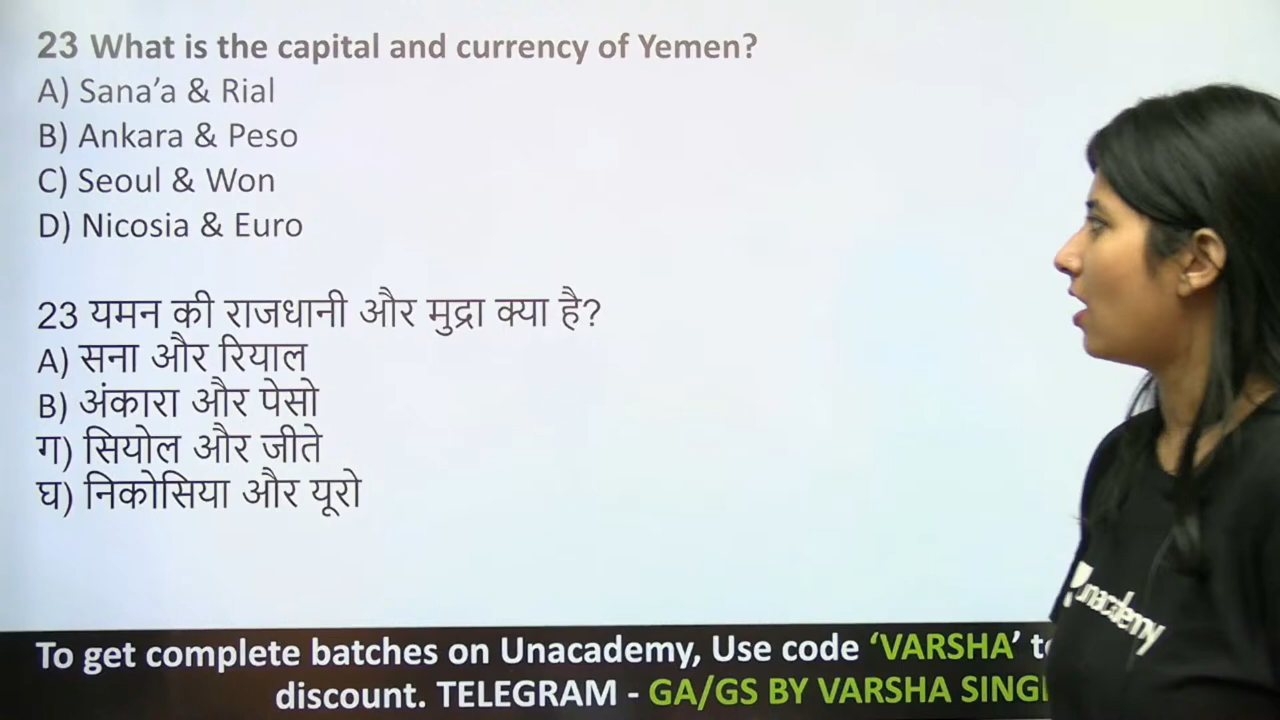 23 What is the capital and currency of Yemen?
A) Sana’a & Rial
B) Ankara & Peso
C) Seoul & Won
D) Nicosia & Euro
23 यमन की राजधानी और मुद्रा क्या है?
A) सना और रियाल
B) अंकारा और पेसो
ग) सियोल और जीते
घ) निकोसिया और यूरो
unacademy
To get complete batches on Unacademy, Use code ‘VARSHA’
discount. TELEGRAM - GA/GS BY VARSHA